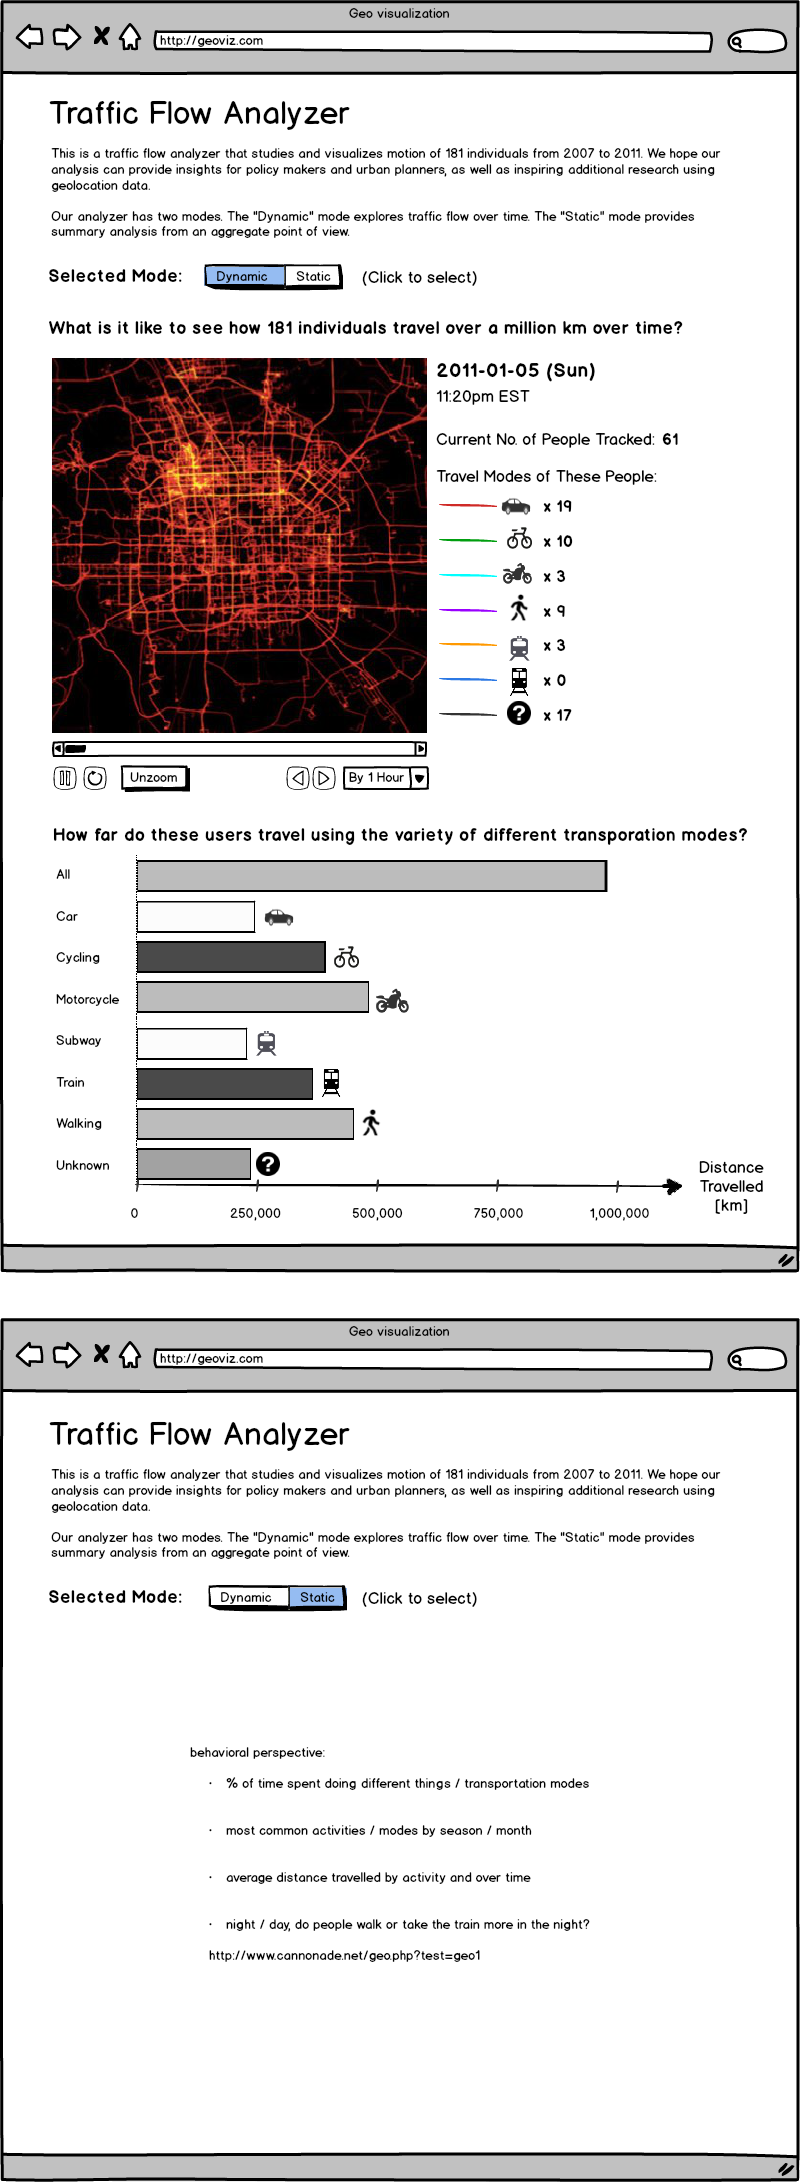 Geo visualization
http://geoviz.com
Traffic Flow Analyzer
This is a traffic flow analyzer that studies and visualizes motion of 181 individuals from 2007 to 2011. We hope our
analysis can provide insights for policy makers and urban planners, as well as inspiring additional research using
geolocation data.
Our analyzer has two modes. The "Dynamic" mode explores traffic flow over time. The "Static" mode provides
summary analysis from an aggregate point of view.
Selected Mode: Dynamic Static (Click to select)
What is it like to see how 181 individuals travel over a million km over time?
2011-01-05 (Sun)
11:20pm EST
Current No. of People Tracked: 61
Travel Modes of These People:
x 19
x 10
x 3
x 9
x 3
x 0
? x 17
Unzoom By 1 Hour
How far do these users travel using the variety of different transporation modes?
All
Car
Cycling
Motorcycle
Subway
Train
Walking
Unknown ?
Distance
Travelled
[km]
0 250,000 500,000 750,000 1,000,000
Geo visualization
http://geoviz.com
Traffic Flow Analyzer
This is a traffic flow analyzer that studies and visualizes motion of 181 individuals from 2007 to 2011. We hope our
analysis can provide insights for policy makers and urban planners, as well as inspiring additional research using
geolocation data.
Our analyzer has two modes. The "Dynamic" mode explores traffic flow over time. The "Static" mode provides
summary analysis from an aggregate point of view.
Selected Mode: Dynamic Static (Click to select)
behavioral perspective:
· % of time spent doing different things / transportation modes
· most common activities / modes by season / month
· average distance travelled by activity and over time
· night / day, do people walk or take the train more in the night?
http://www.cannonade.net/geo.php?test=geo1